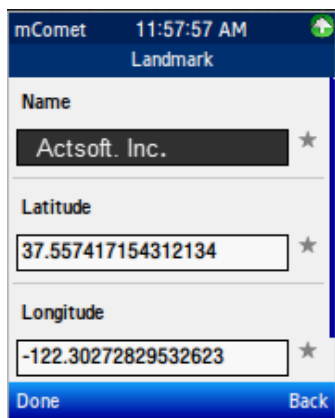 mComet 11:57:57 AM
Landmark
Name
Actsoft. Inc.
Latitude
37.557417154312134
Longitude
-122.30272829532623
Done Back